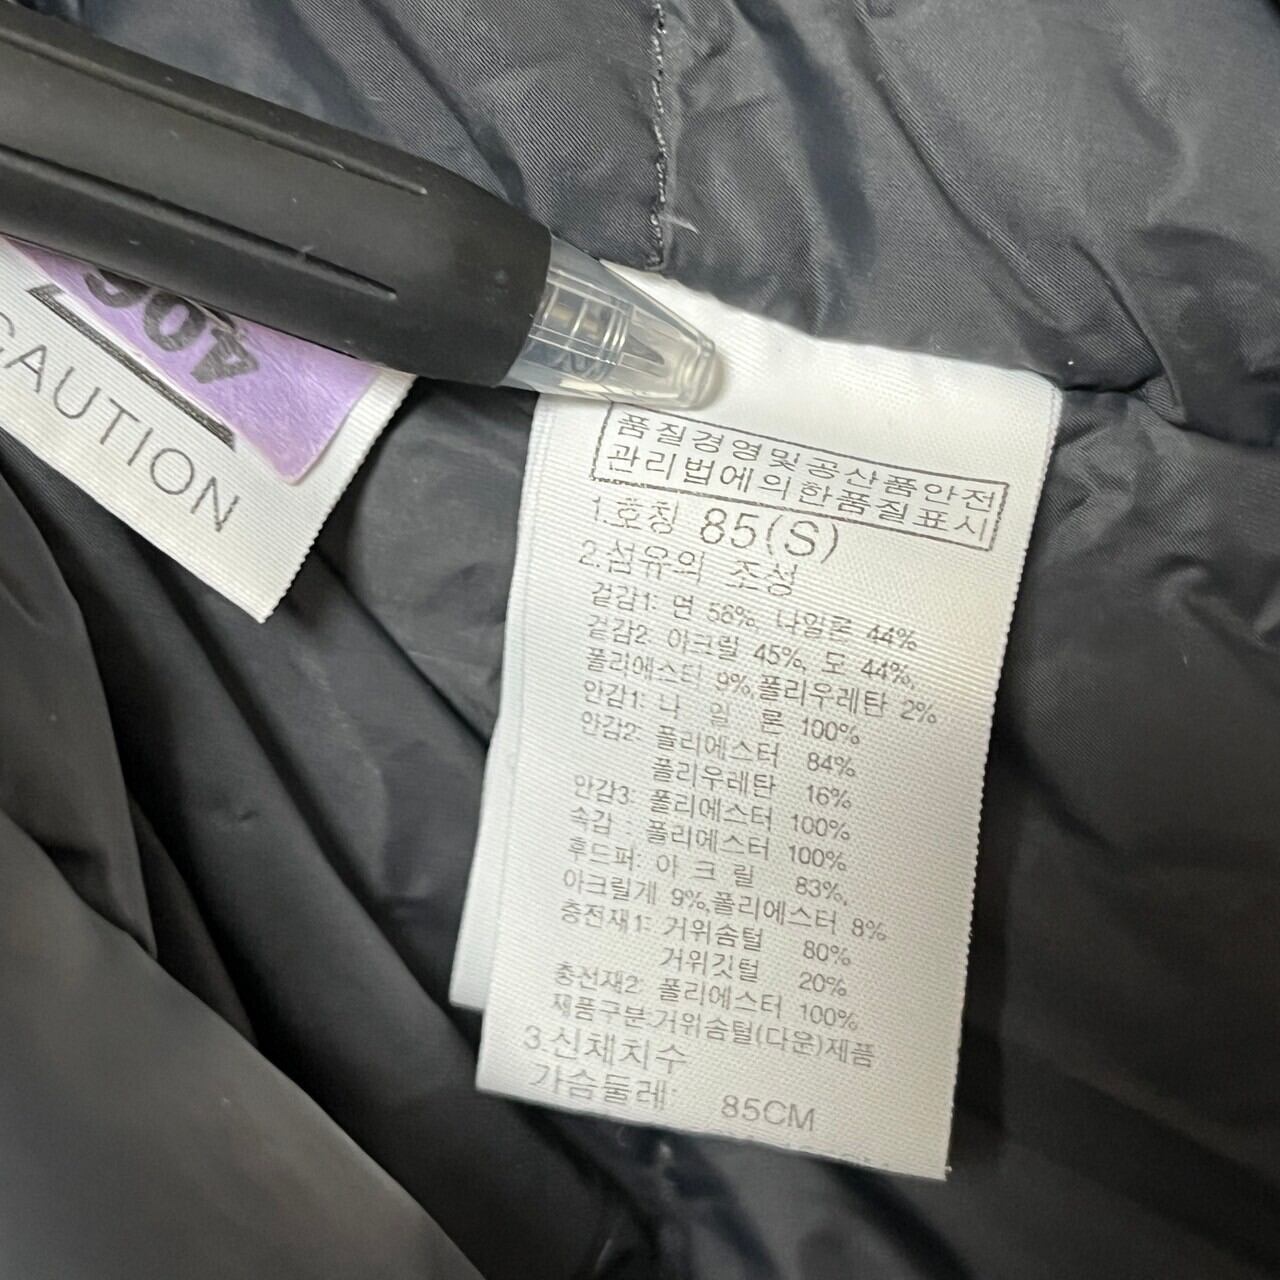 406
CAUTION
품질경영및공산품안전
관리법에의한품질표시
1.호칭 85(S)
2.섬유의 조성
겉감1: 면 56%, 나일론 44%
겉감2 아크릴 45%, 모 44%,
폴리에스터 9%,폴리우레탄 2%
안감1: 나 일 론 100%
안감2: 폴리에스터 84%
폴리우레탄 16%
안감3: 폴리에스터 100%
속감 : 폴리에스터 100%
후드퍼: 아 크 릴 83%,
아크릴계 9%,폴리에스터 8%
충전재1: 거위솜털 80%
거위깃털 20%
충전재2: 폴리에스터 100%
제품구분:거위솜털(다운)제품
3.신체치수
가슴둘레: 85CM